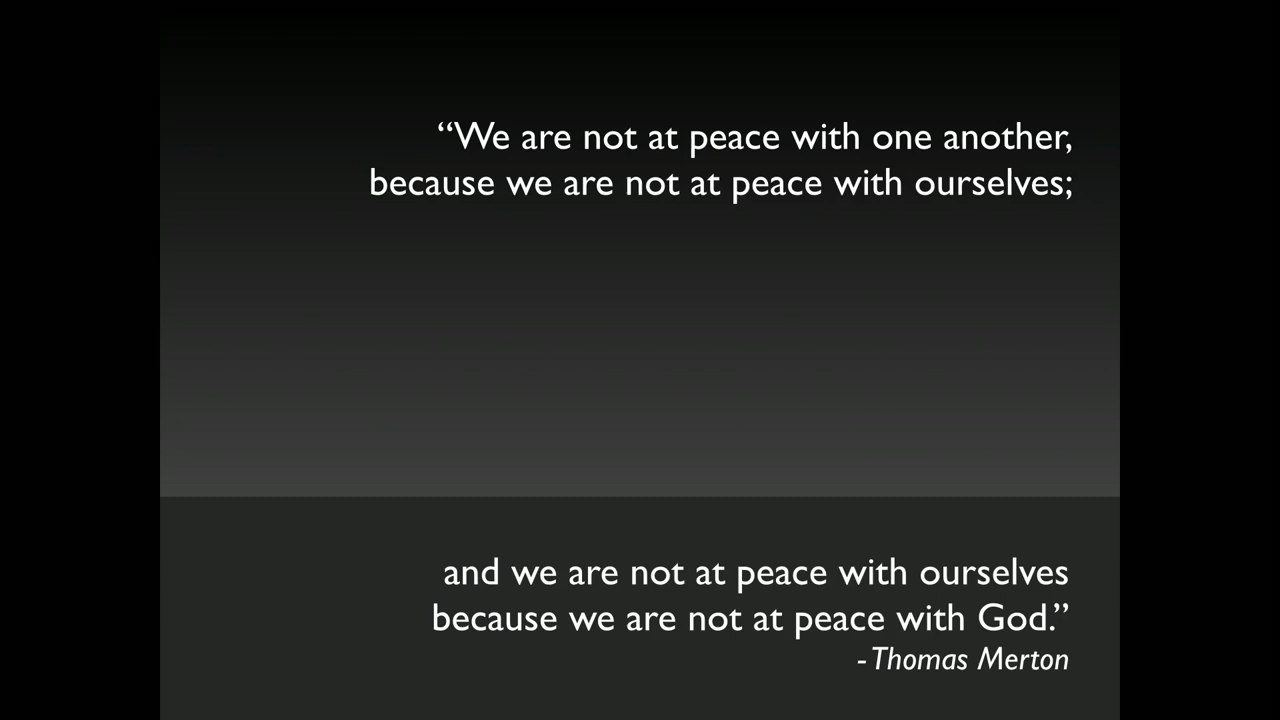 “We are not at peace with one another,
because we are not at peace with ourselves;
and we are not at peace with ourselves
because we are not at peace with God.”
- Thomas Merton